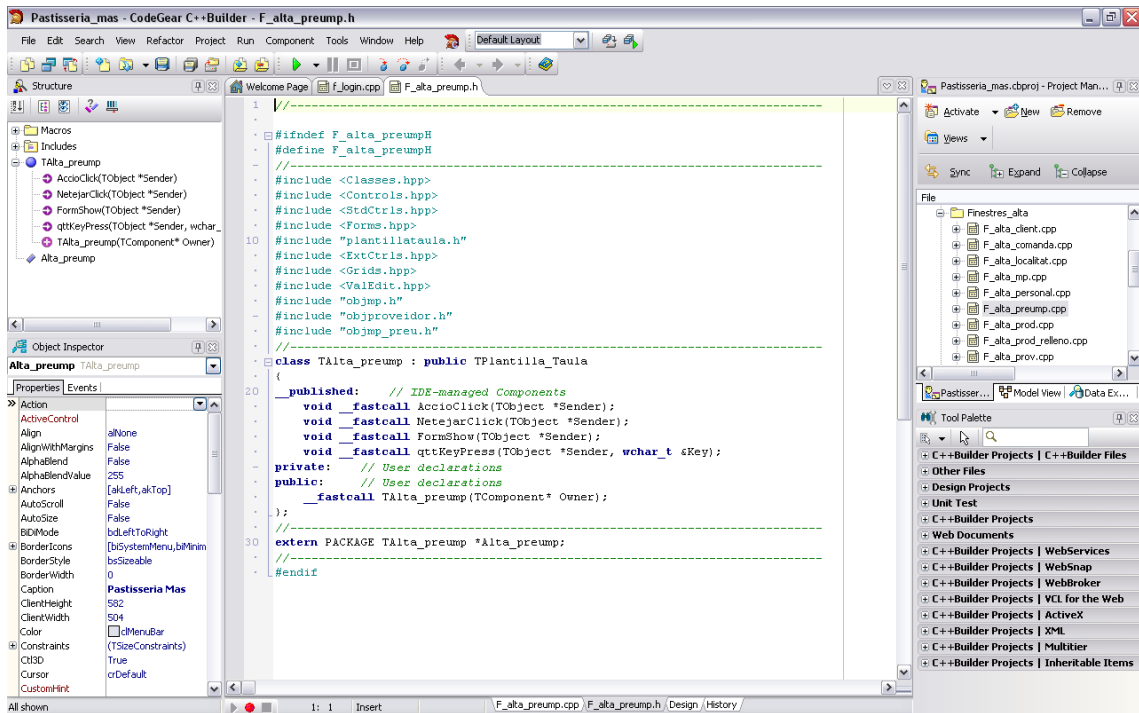 Pastisseria_mas - CodeGear C++Builder - F_alta_preump.h
File Edit Search View Refactor Project Run Component Tools Window Help Default Layout
Structure
Macros
Includes
TAlta_preump
AccioClick(TObject *Sender)
NetejarClick(TObject *Sender)
FormShow(TObject *Sender)
qttKeyPress(TObject *Sender, wchar_
TAlta_preump(TComponent* Owner)
Alta_preump
Object Inspector
Alta_preump TAlta_preump
Properties Events
Action
ActiveControl
Align alNone
AlignWithMargins False
AlphaBlend False
AlphaBlendValue 255
Anchors [akLeft,akTop]
AutoScroll False
AutoSize False
BiDiMode bdLeftToRight
BorderIcons [biSystemMenu,biMinim
BorderStyle bsSizeable
BorderWidth 0
Caption Pastisseria Mas
ClientHeight 582
ClientWidth 504
Color clMenuBar
Constraints (TSizeConstraints)
Ctl3D True
Cursor crDefault
CustomHint
All shown
Welcome Page f_login.cpp F_alta_preump.h
1 //---------------------------------------------------------------------------
#ifndef F_alta_preumpH
#define F_alta_preumpH
//---------------------------------------------------------------------------
#include <Classes.hpp>
#include <Controls.hpp>
#include <StdCtrls.hpp>
#include <Forms.hpp>
10 #include "plantillataula.h"
#include <ExtCtrls.hpp>
#include <Grids.hpp>
#include <ValEdit.hpp>
#include "objmp.h"
#include "objproveidor.h"
#include "objmp_preu.h"
//---------------------------------------------------------------------------
class TAlta_preump : public TPlantilla_Taula
{
20 __published: // IDE-managed Components
void __fastcall AccioClick(TObject *Sender);
void __fastcall NetejarClick(TObject *Sender);
void __fastcall FormShow(TObject *Sender);
void __fastcall qttKeyPress(TObject *Sender, wchar_t &Key);
private: // User declarations
public: // User declarations
__fastcall TAlta_preump(TComponent* Owner);
};
//---------------------------------------------------------------------------
30 extern PACKAGE TAlta_preump *Alta_preump;
//---------------------------------------------------------------------------
#endif
1: 1 Insert
F_alta_preump.cpp F_alta_preump.h Design History
Pastisseria_mas.cbproj - Project Man...
Activate New Remove
Views
Sync Expand Collapse
File
Finestres_alta
F_alta_client.cpp
F_alta_comanda.cpp
F_alta_localitat.cpp
F_alta_mp.cpp
F_alta_personal.cpp
F_alta_preump.cpp
F_alta_prod.cpp
F_alta_prod_relleno.cpp
F_alta_prov.cpp
Pastisser... Model View Data Ex...
Tool Palette
C++Builder Projects | C++Builder Files
Other Files
Design Projects
Unit Test
C++Builder Projects
Web Documents
C++Builder Projects | WebServices
C++Builder Projects | WebSnap
C++Builder Projects | WebBroker
C++Builder Projects | VCL for the Web
C++Builder Projects | ActiveX
C++Builder Projects | XML
C++Builder Projects | Multitier
C++Builder Projects | Inheritable Items